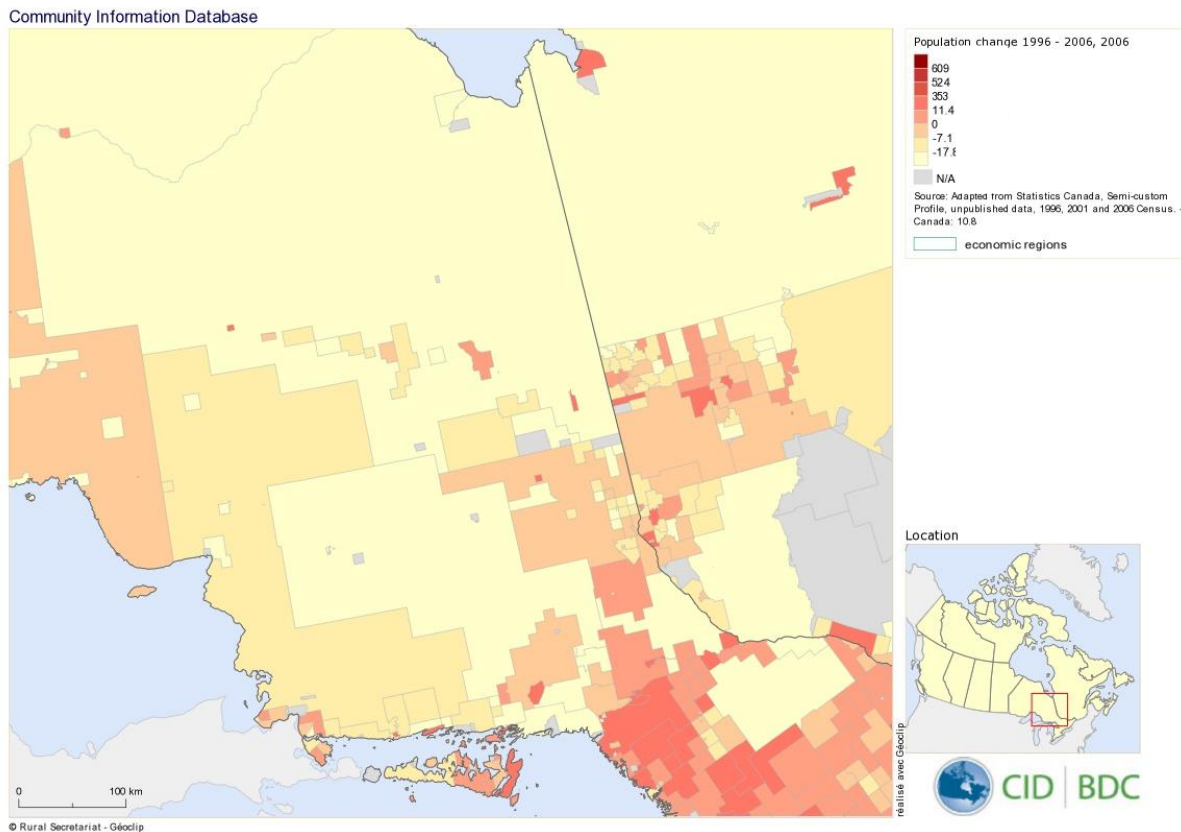 Community Information Database
Population change 1996 - 2006, 2006
609
524
353
11.4
0
-7.1
-17.8
N/A
Source: Adapted from Statistics Canada, Semi-custom
Profile, unpublished data, 1996, 2001 and 2006 Census. -
Canada: 10.8
economic regions
Location
réalisé avec Géoclip
CID | BDC
0 100 km
© Rural Secretariat - Géoclip